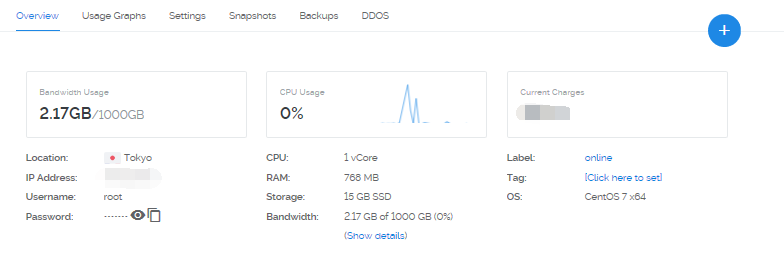 Overview Usage Graphs Settings Snapshots Backups DDOS
Bandwidth Usage
2.17GB/1000GB
CPU Usage
0%
Current Charges
Location: Tokyo
IP Address:
Username: root
Password: ·······
CPU: 1 vCore
RAM: 768 MB
Storage: 15 GB SSD
Bandwidth: 2.17 GB of 1000 GB (0%)
(Show details)
Label: online
Tag: [Click here to set]
OS: CentOS 7 x64